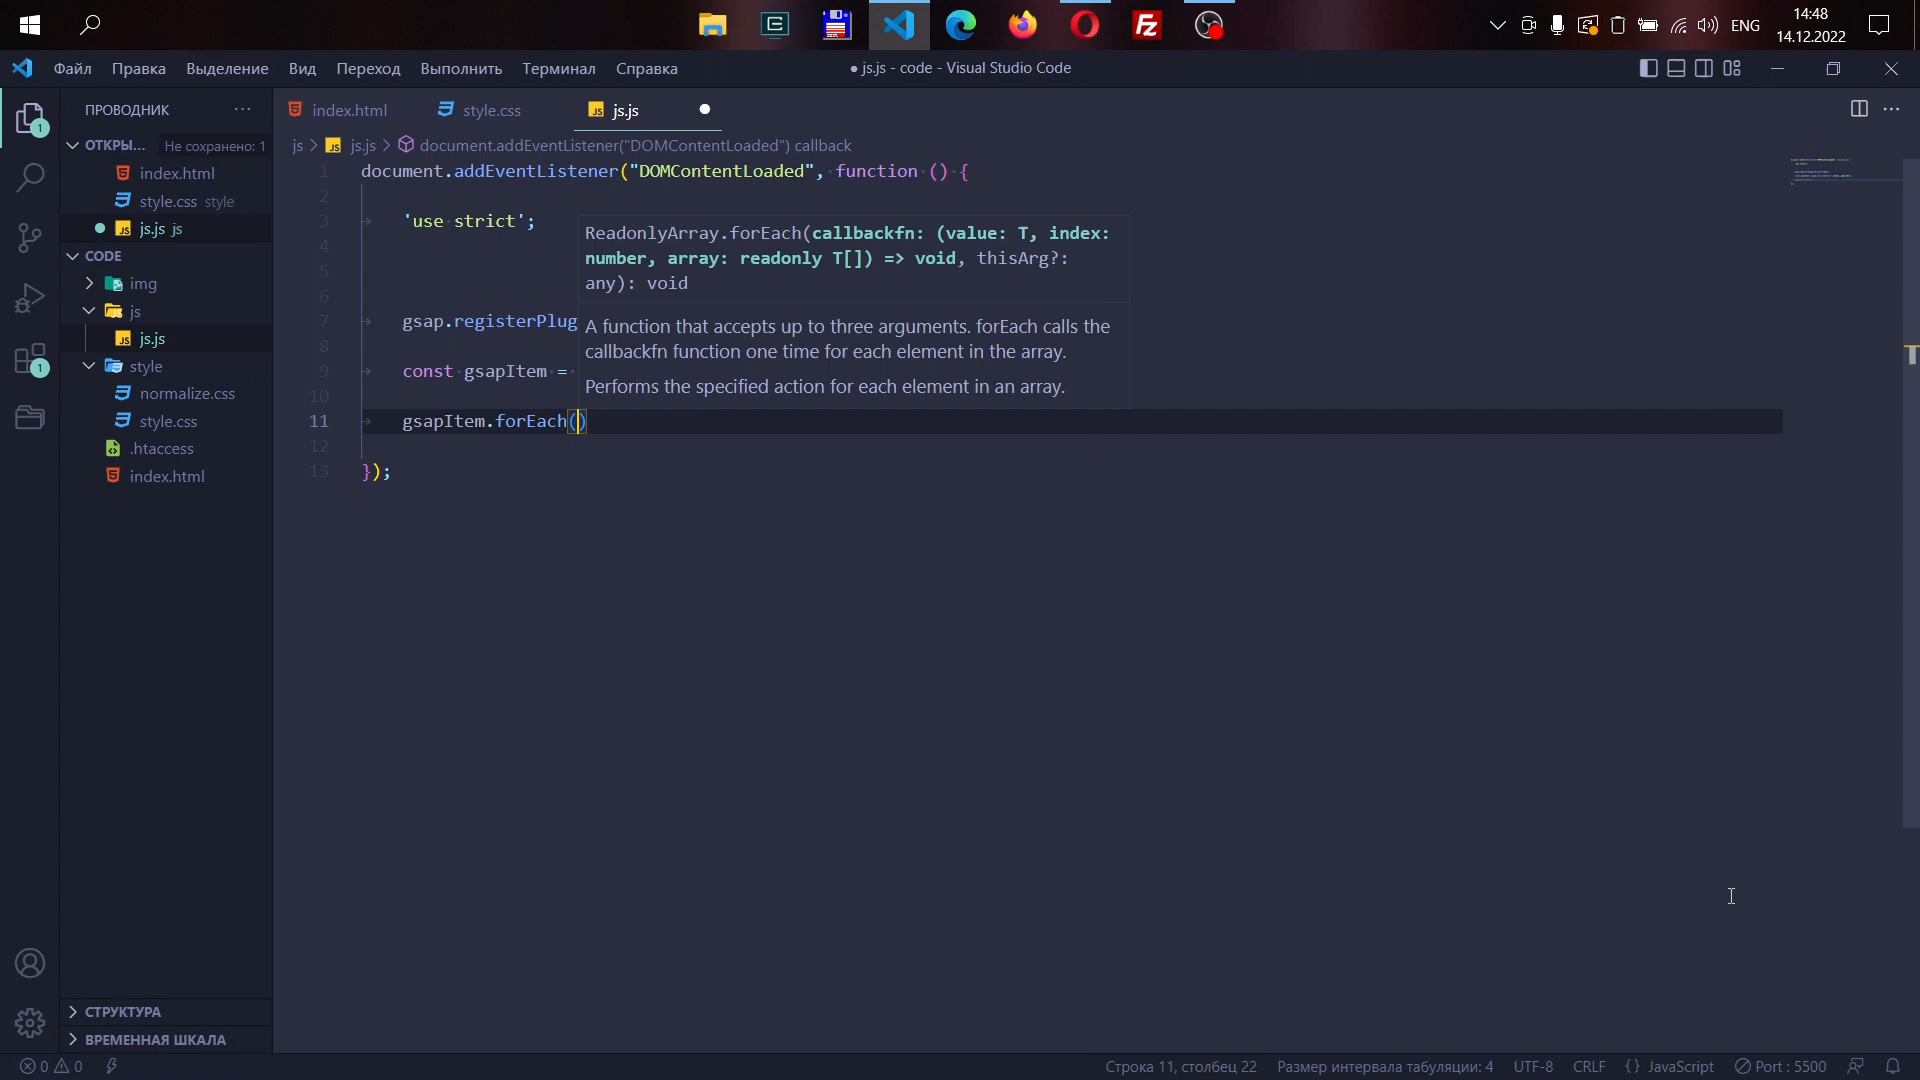 ENG
14:48
14.12.2022
Файл Правка Выделение Вид Переход Выполнить Терминал Справка
● js.js - code - Visual Studio Code
ПРОВОДНИК
ОТКРЫ... Не сохранено: 1
index.html
style.css style
js.js js
CODE
img
js
js.js
style
normalize.css
style.css
.htaccess
index.html
СТРУКТУРА
ВРЕМЕННАЯ ШКАЛА
1
1
index.html style.css js.js
js > js.js > document.addEventListener("DOMContentLoaded") callback
1 document.addEventListener("DOMContentLoaded", function () {
2
3 'use strict';
4
5
6
7 gsap.registerPlug
8
9 const gsapItem =
10
11 gsapItem.forEach()
12
13 });
ReadonlyArray.forEach(callbackfn: (value: T, index:
number, array: readonly T[]) => void, thisArg?:
any): void
A function that accepts up to three arguments. forEach calls the
callbackfn function one time for each element in the array.
Performs the specified action for each element in an array.
0 0
Строка 11, столбец 22 Размер интервала табуляции: 4 UTF-8 CRLF {} JavaScript Port : 5500